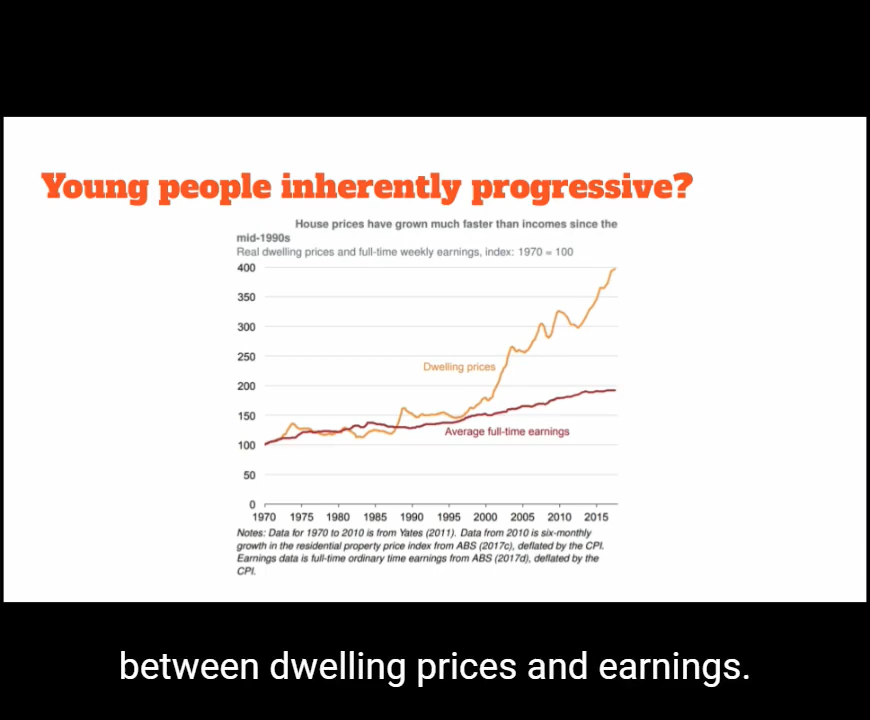 Young people inherently progressive?
House prices have grown much faster than incomes since the
mid-1990s
Real dwelling prices and full-time weekly earnings, index: 1970 = 100
400
350
300
250
Dwelling prices
200
150
Average full-time earnings
100
50
0
1970 1975 1980 1985 1990 1995 2000 2005 2010 2015
Notes: Data for 1970 to 2010 is from Yates (2011). Data from 2010 is six-monthly
growth in the residential property price index from ABS (2017c), deflated by the CPI.
Earnings data is full-time ordinary time earnings from ABS (2017d), deflated by the
CPI.
between dwelling prices and earnings.